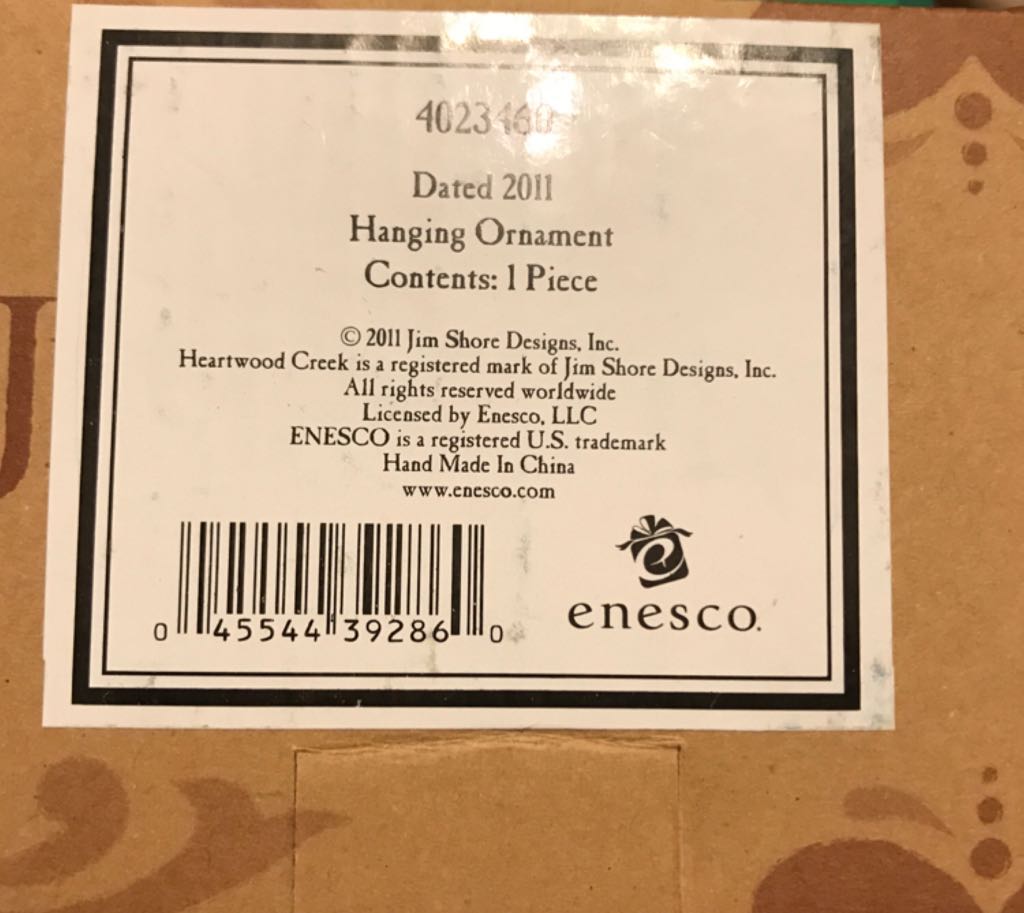 4023460
Dated 2011
Hanging Ornament
Contents: 1 Piece
© 2011 Jim Shore Designs, Inc.
Heartwood Creek is a registered mark of Jim Shore Designs, Inc.
All rights reserved worldwide
Licensed by Enesco, LLC
ENESCO is a registered U.S. trademark
Hand Made In China
www.enesco.com
0 45544 39286 0
enesco.